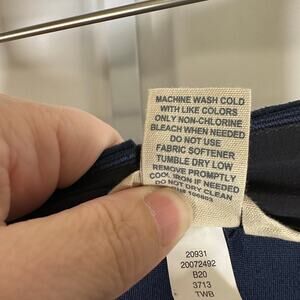 MACHINE WASH COLD
WITH LIKE COLORS
ONLY NON-CHLORINE
BLEACH WHEN NEEDED
DO NOT USE
FABRIC SOFTENER
TUMBLE DRY LOW
REMOVE PROMPTLY
COOL IRON IF NEEDED
DO NOT DRY CLEAN
20931
20072492
B20
3713
TWB